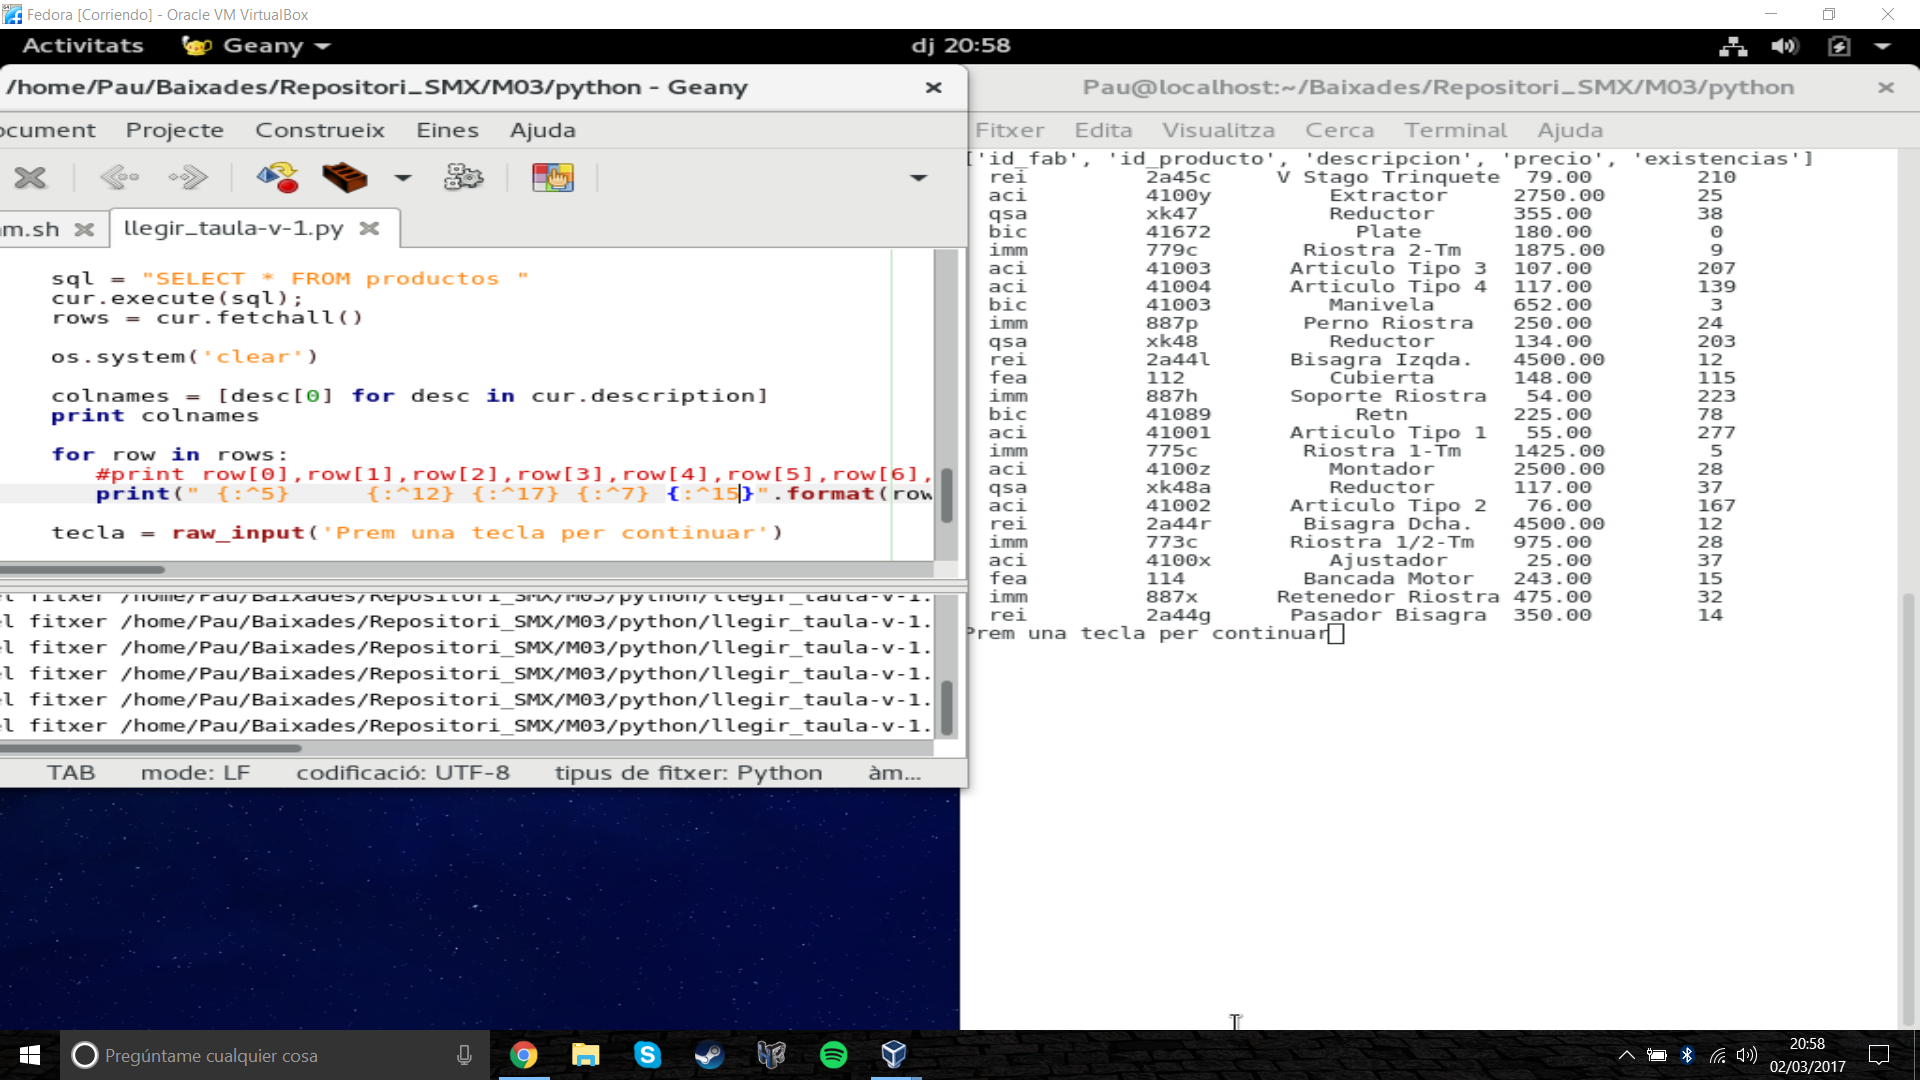 Fedora [Corriendo] - Oracle VM VirtualBox
Activitats Geany dj 20:58
/home/Pau/Baixades/Repositori_SMX/M03/python - Geany
ocument Projecte Construeix Eines Ajuda
m.sh llegir_taula-v-1.py
sql = "SELECT * FROM productos "
cur.execute(sql);
rows = cur.fetchall()
os.system('clear')
colnames = [desc[0] for desc in cur.description]
print colnames
for row in rows:
#print row[0],row[1],row[2],row[3],row[4],row[5],row[6],
print(" {:^5} {:^12} {:^17} {:^7} {:^15}".format(row
tecla = raw_input('Prem una tecla per continuar')
el fitxer /home/Pau/Baixades/Repositori_SMX/M03/python/llegir_taula-v-1.
el fitxer /home/Pau/Baixades/Repositori_SMX/M03/python/llegir_taula-v-1.
el fitxer /home/Pau/Baixades/Repositori_SMX/M03/python/llegir_taula-v-1.
el fitxer /home/Pau/Baixades/Repositori_SMX/M03/python/llegir_taula-v-1.
el fitxer /home/Pau/Baixades/Repositori_SMX/M03/python/llegir_taula-v-1.
el fitxer /home/Pau/Baixades/Repositori_SMX/M03/python/llegir_taula-v-1.
TAB mode: LF codificació: UTF-8 tipus de fitxer: Python àm...
Pau@localhost:~/Baixades/Repositori_SMX/M03/python
Fitxer Edita Visualitza Cerca Terminal Ajuda
['id_fab', 'id_producto', 'descripcion', 'precio', 'existencias']
rei 2a45c V Stago Trinquete 79.00 210
aci 4100y Extractor 2750.00 25
qsa xk47 Reductor 355.00 38
bic 41672 Plate 180.00 0
imm 779c Riostra 2-Tm 1875.00 9
aci 41003 Articulo Tipo 3 107.00 207
aci 41004 Articulo Tipo 4 117.00 139
bic 41003 Manivela 652.00 3
imm 887p Perno Riostra 250.00 24
qsa xk48 Reductor 134.00 203
rei 2a44l Bisagra Izqda. 4500.00 12
fea 112 Cubierta 148.00 115
imm 887h Soporte Riostra 54.00 223
bic 41089 Retn 225.00 78
aci 41001 Articulo Tipo 1 55.00 277
imm 775c Riostra 1-Tm 1425.00 5
aci 4100z Montador 2500.00 28
qsa xk48a Reductor 117.00 37
aci 41002 Articulo Tipo 2 76.00 167
rei 2a44r Bisagra Dcha. 4500.00 12
imm 773c Riostra 1/2-Tm 975.00 28
aci 4100x Ajustador 25.00 37
fea 114 Bancada Motor 243.00 15
imm 887x Retenedor Riostra 475.00 32
rei 2a44g Pasador Bisagra 350.00 14
Prem una tecla per continuar
Pregúntame cualquier cosa
20:58
02/03/2017